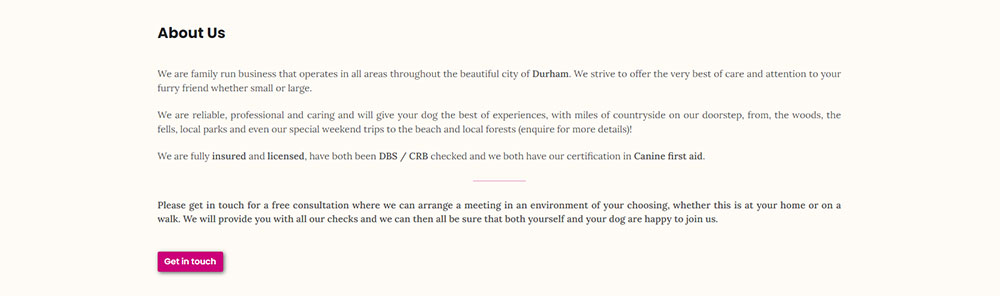 About Us
We are family run business that operates in all areas throughout the beautiful city of Durham. We strive to offer the very best of care and attention to your
furry friend whether small or large.
We are reliable, professional and caring and will give your dog the best of experiences, with miles of countryside on our doorstep, from, the woods, the
fells, local parks and even our special weekend trips to the beach and local forests (enquire for more details)!
We are fully insured and licensed, have both been DBS / CRB checked and we both have our certification in Canine first aid.
Please get in touch for a free consultation where we can arrange a meeting in an environment of your choosing, whether this is at your home or on a
walk. We will provide you with all our checks and we can then all be sure that both yourself and your dog are happy to join us.
Get in touch